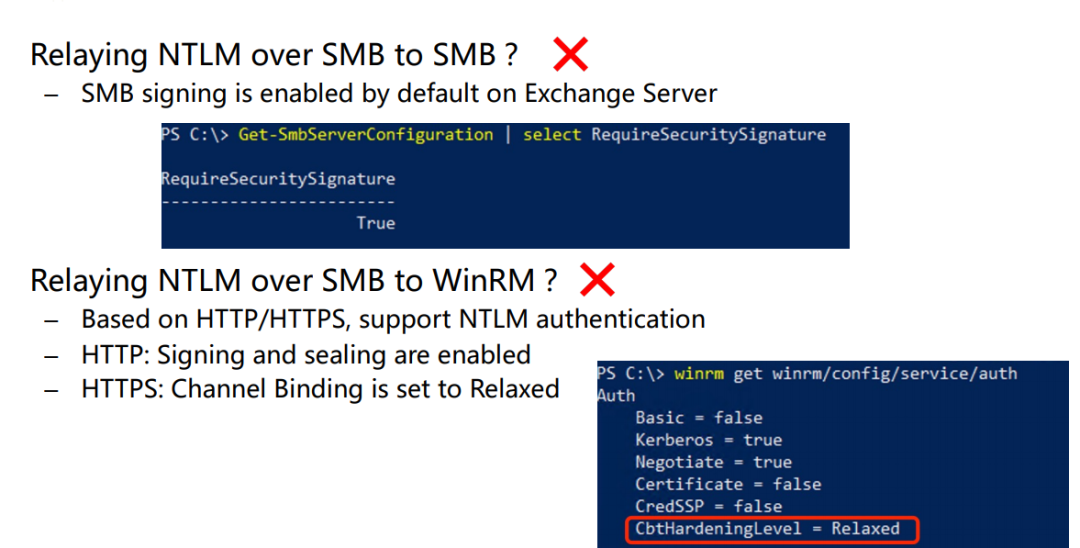 Relaying NTLM over SMB to SMB ?
– SMB signing is enabled by default on Exchange Server
PS C:\> Get-SmbServerConfiguration | select RequireSecuritySignature
RequireSecuritySignature
------------------------
True
Relaying NTLM over SMB to WinRM ?
– Based on HTTP/HTTPS, support NTLM authentication
– HTTP: Signing and sealing are enabled
– HTTPS: Channel Binding is set to Relaxed
PS C:\> winrm get winrm/config/service/auth
Auth
Basic = false
Kerberos = true
Negotiate = true
Certificate = false
CredSSP = false
CbtHardeningLevel = Relaxed